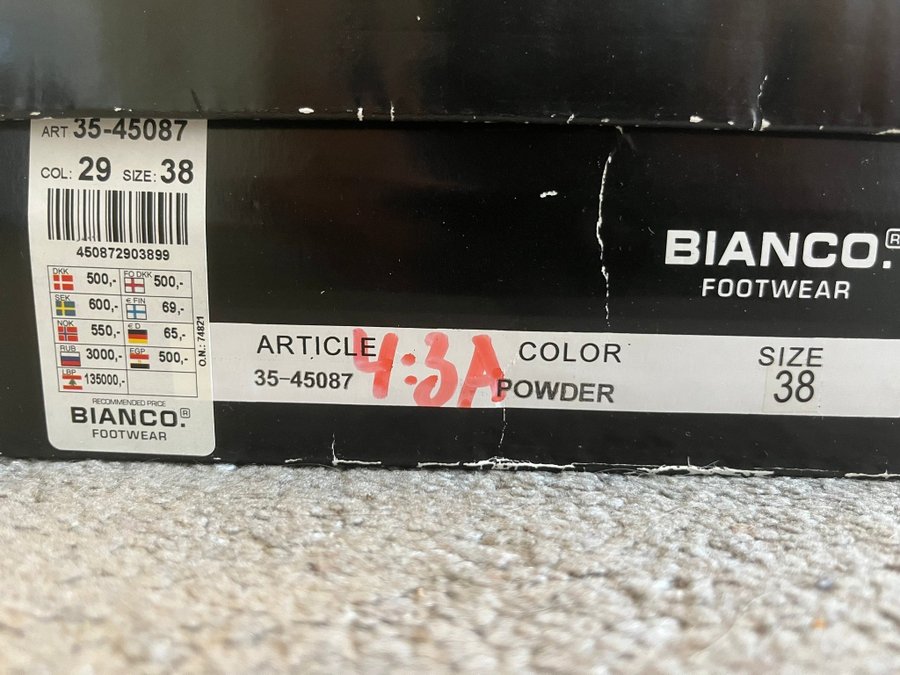 ART 35-45087
COL: 29 SIZE: 38
450872903899
DKK 500,- FO DKK 500,-
SEK 600,- € FIN 69,-
NOK 550,- € D 65,-
RUB 3000,- EGP 500,-
LBP 135000,-
O.N.: 74821
RECOMMENDED PRICE
BIANCO.®
FOOTWEAR
BIANCO.®
FOOTWEAR
ARTICLE COLOR SIZE
35-45087 4:3A POWDER 38